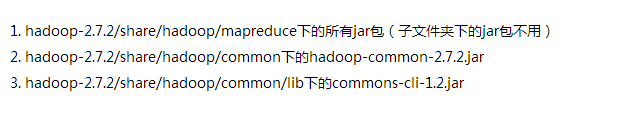 1. hadoop-2.7.2/share/hadoop/mapreduce下的所有jar包（子文件夹下的jar包不用）
2. hadoop-2.7.2/share/hadoop/common下的hadoop-common-2.7.2.jar
3. hadoop-2.7.2/share/hadoop/common/lib下的commons-cli-1.2.jar